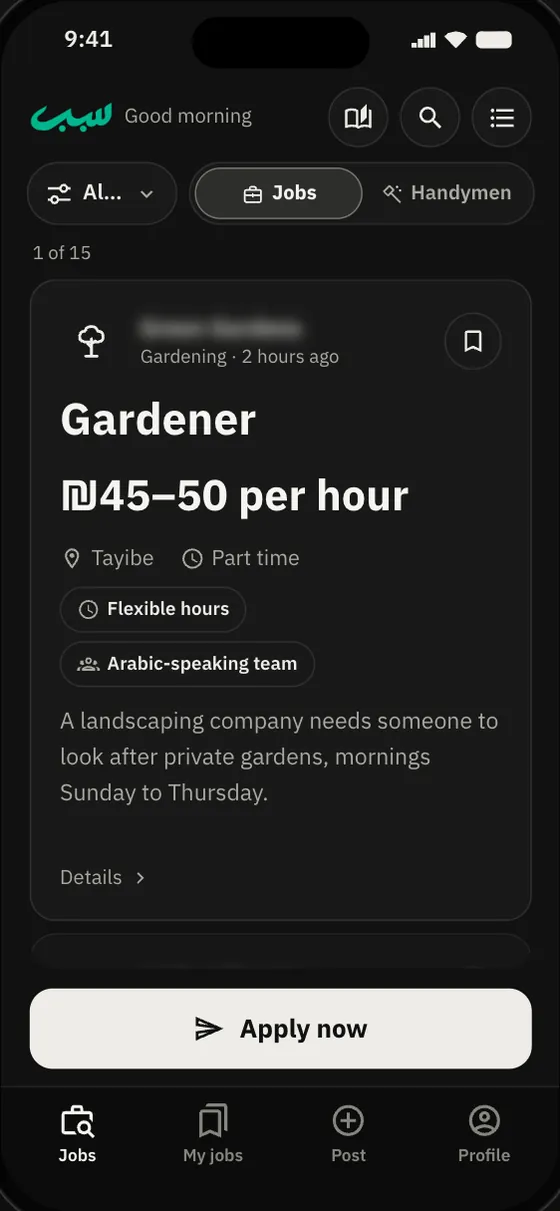 9:41
سبب Good morning
Al... Jobs Handymen
1 of 15
Gardening · 2 hours ago
Gardener
₪45–50 per hour
Tayibe Part time
Flexible hours
Arabic-speaking team
A landscaping company needs someone to
look after private gardens, mornings
Sunday to Thursday.
Details
Apply now
Jobs My jobs Post Profile